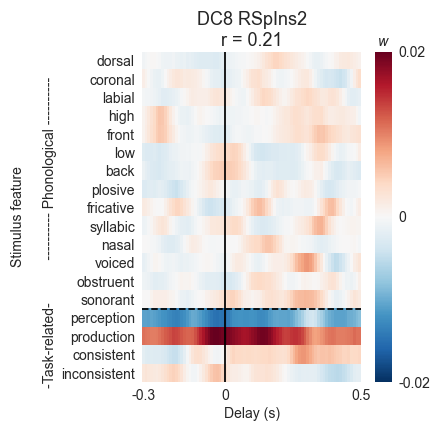 DC8 RSpIns2
r = 0.21
w
dorsal
coronal
labial
high
front
low
back
plosive
fricative
syllabic
nasal
voiced
obstruent
sonorant
perception
production
consistent
inconsistent
Stimulus feature
-Task-related- ----------- Phonological -----------
0.02
0
-0.02
-0.3 0 0.5
Delay (s)